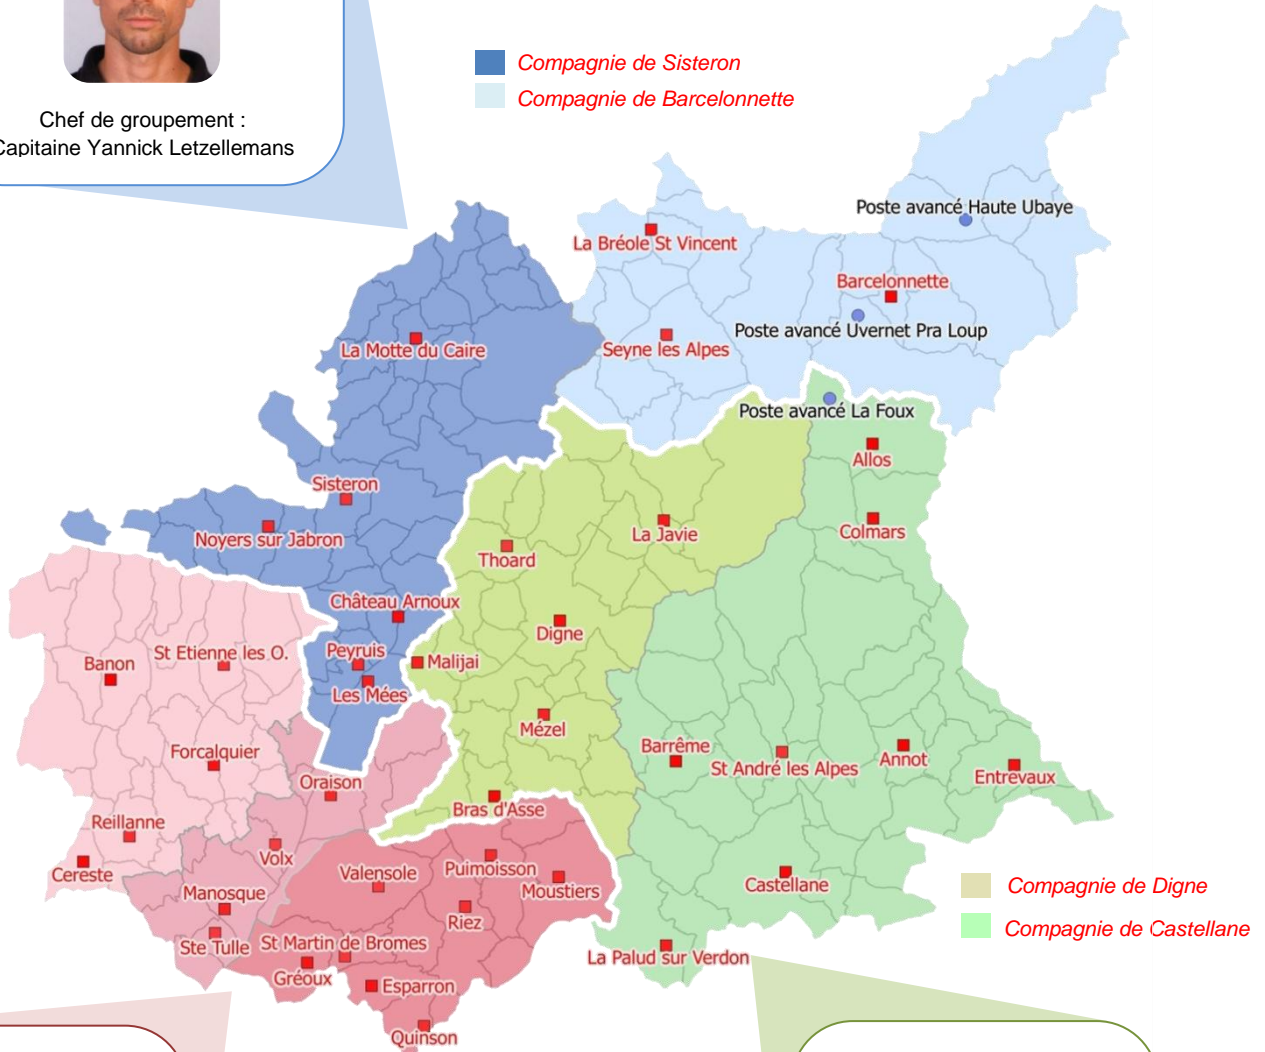 Chef de groupement :
Capitaine Yannick Letzellemans
Compagnie de Sisteron
Compagnie de Barcelonnette
Poste avancé Haute Ubaye
La Bréole St Vincent
Barcelonnette
Poste avancé Uvernet Pra Loup
La Motte du Caire
Seyne les Alpes
Poste avancé La Foux
Allos
Sisteron
Noyers sur Jabron
La Javie
Colmars
Thoard
Château Arnoux
Digne
Peyruis
St Etienne les O.
Banon
Malijai
Les Mées
Mézel
Forcalquier
Barrême
St André les Alpes
Annot
Entrevaux
Oraison
Bras d'Asse
Reillanne
Volx
Cereste
Valensole
Puimoisson
Moustiers
Castellane
Manosque
Riez
Ste Tulle
St Martin de Bromes
La Palud sur Verdon
Gréoux
Esparron
Quinson
Compagnie de Digne
Compagnie de Castellane